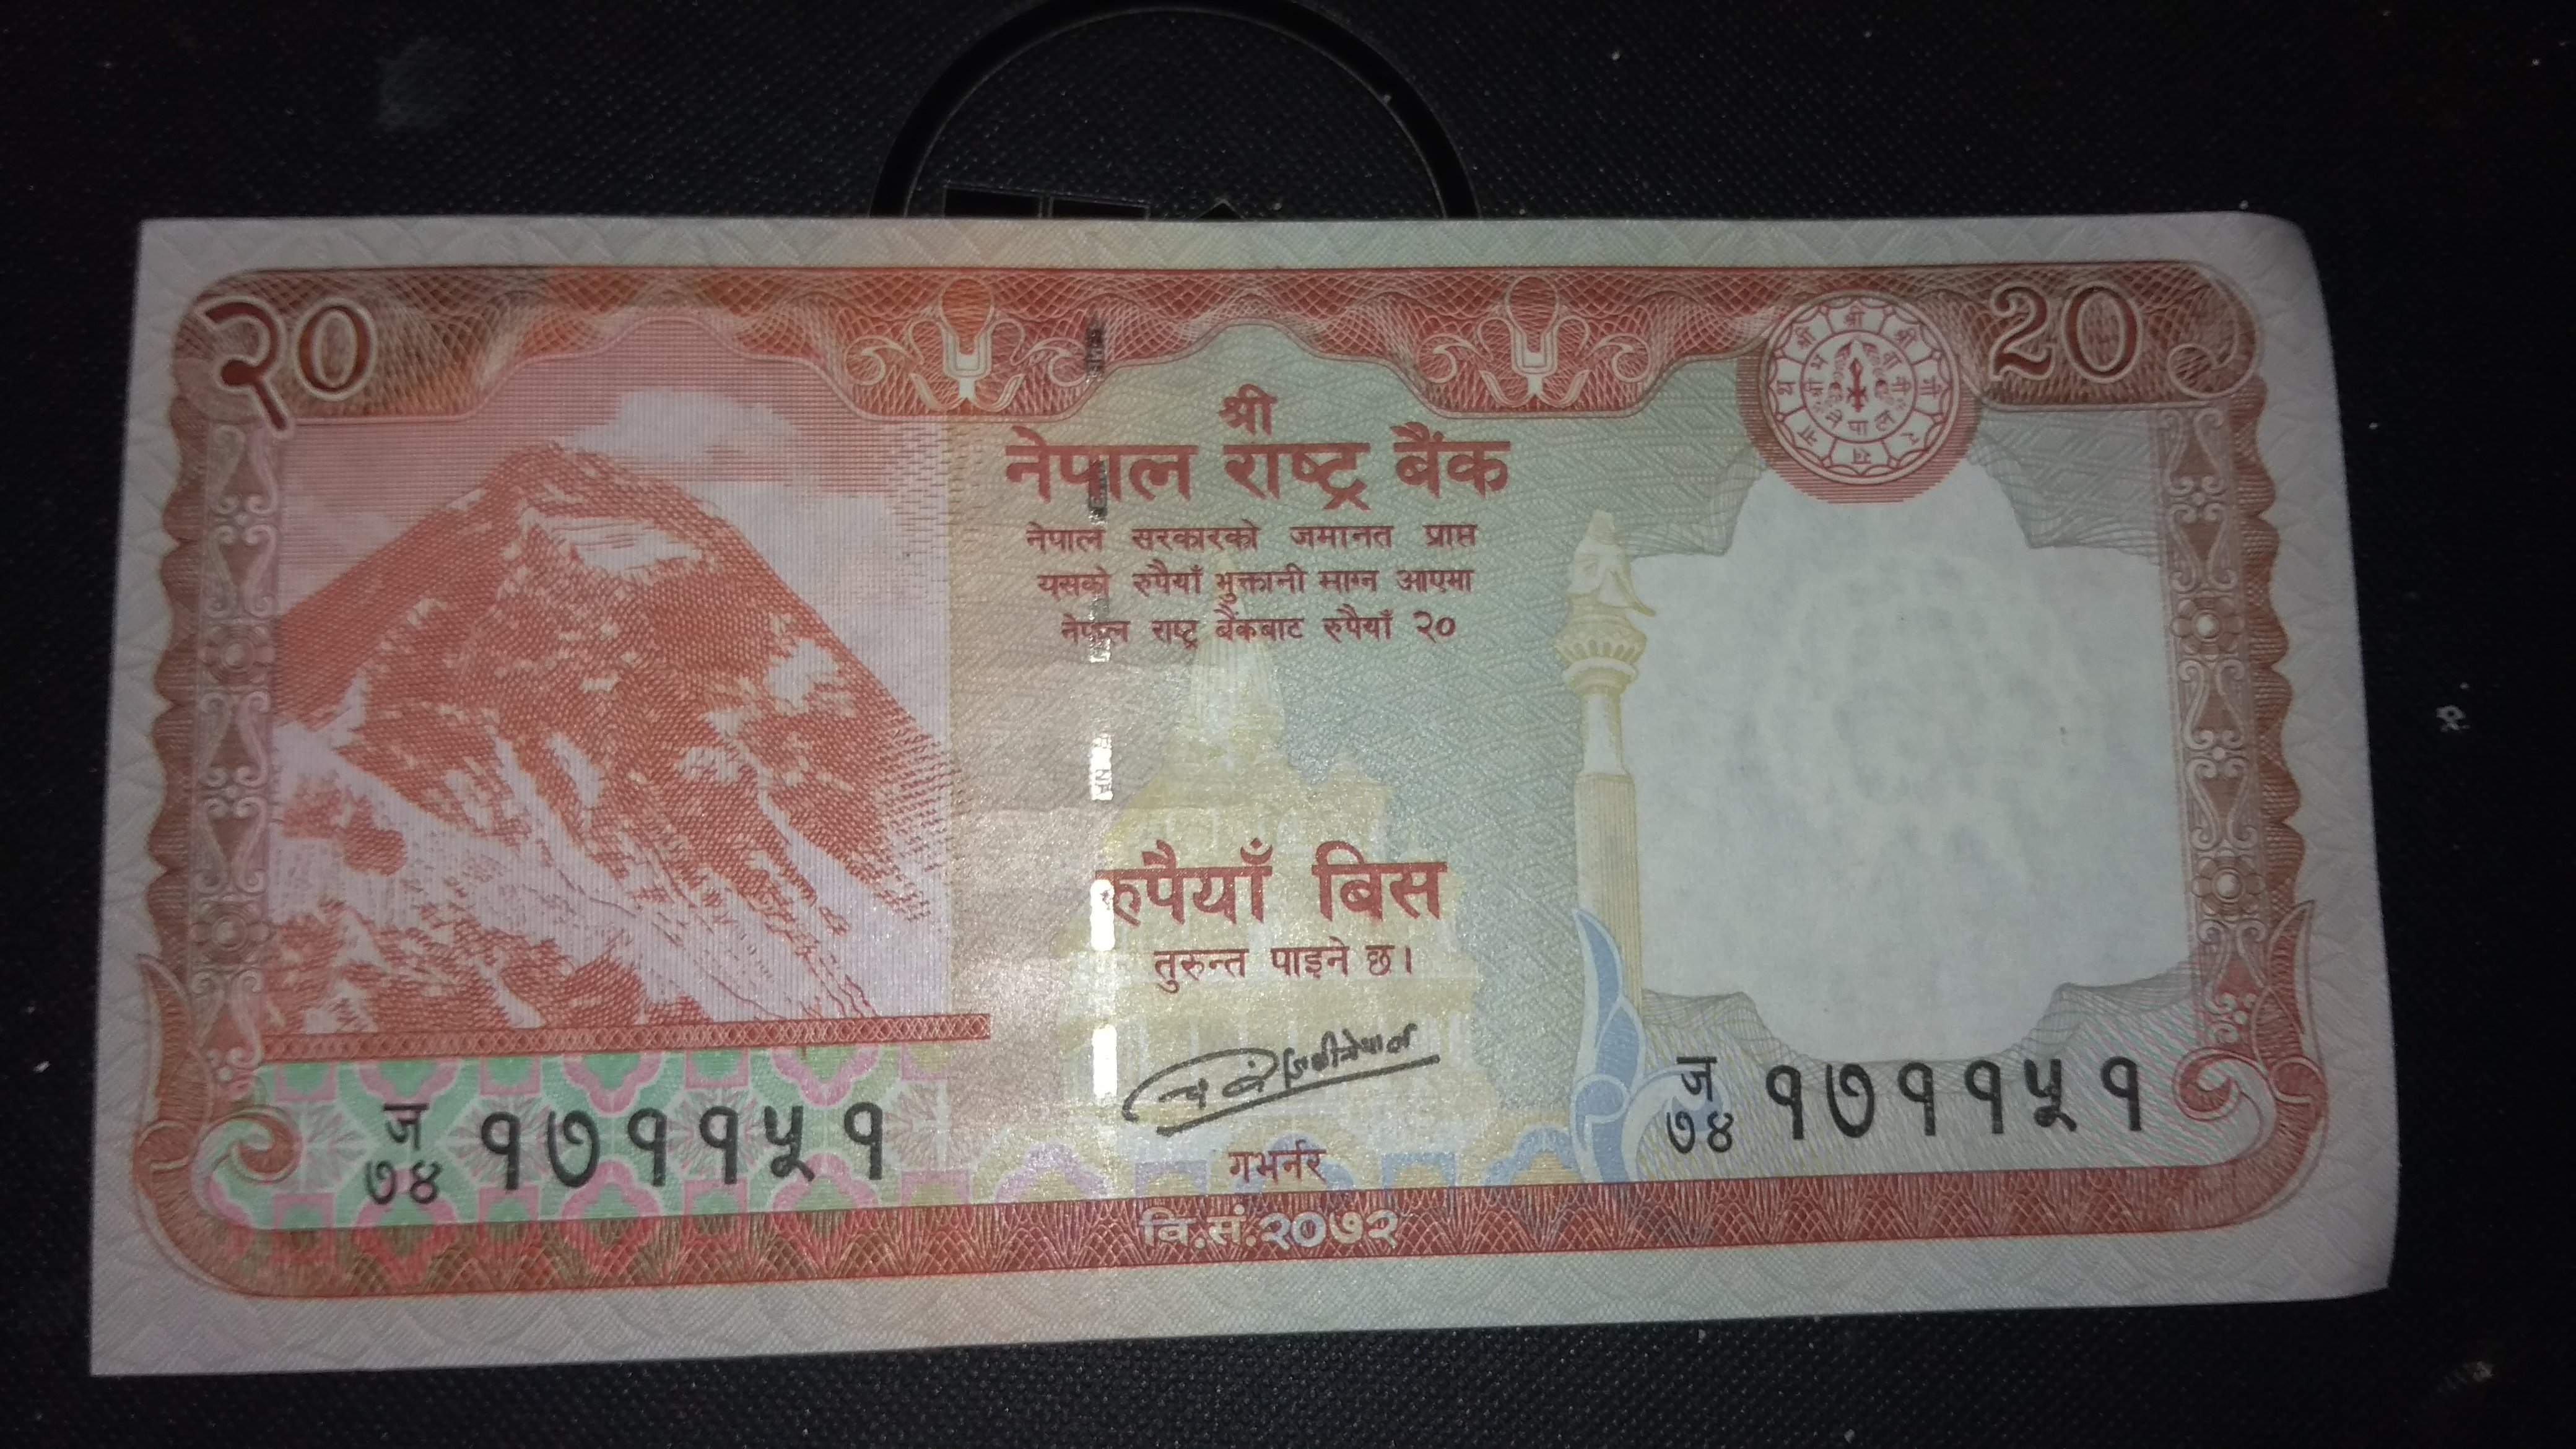 २० 20
श्री
नेपाल राष्ट्र बैंक
नेपाल सरकारको जमानत प्राप्त
यसको रुपैयाँ भुक्तानी माग्न आएमा
नेपाल राष्ट्र बैंकबाट रुपैयाँ २०
रुपैयाँ बिस
तुरुन्त पाइने छ।
ज
७४ १७११५१
ज
७४ १७११५१
गभर्नर
वि.सं.२०७२